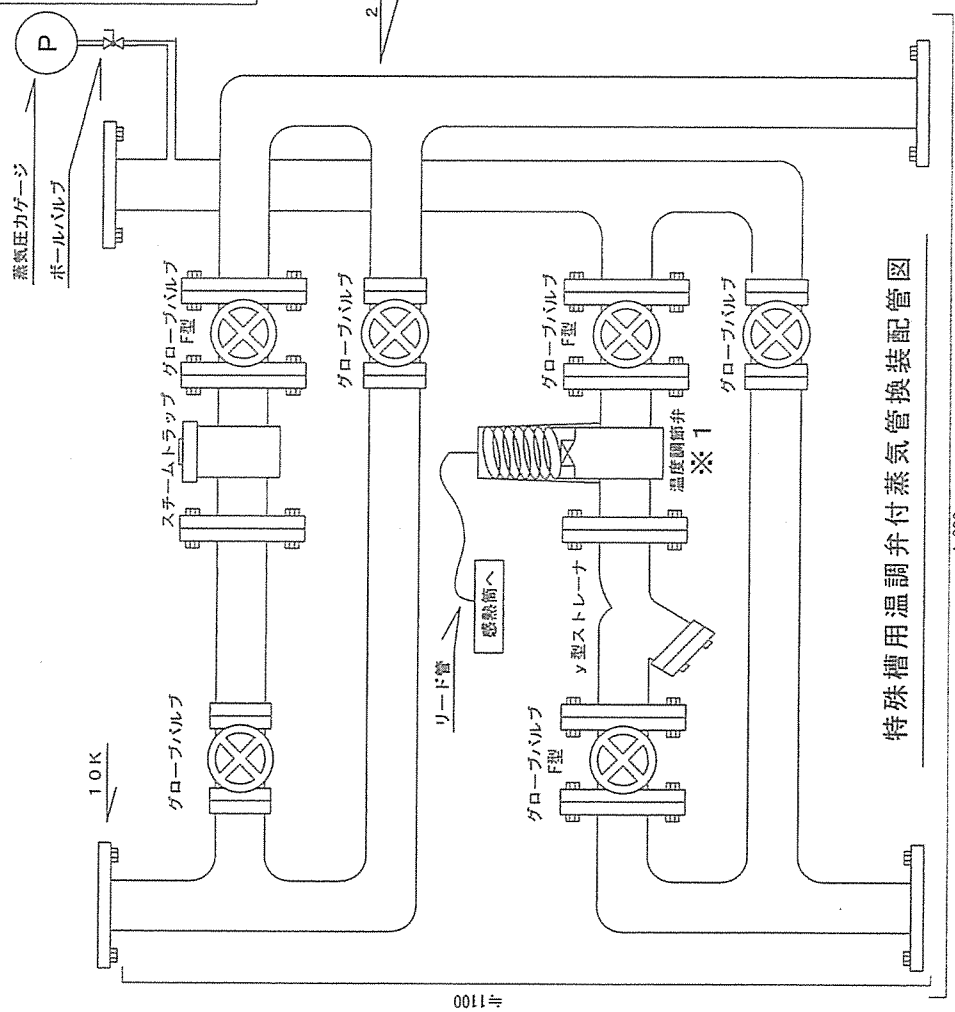 蒸気圧力ゲージ
ボールバルブ
P
2
10K
グローブバルブ
スチームトラップ
グローブバルブ
F型
グローブバルブ
リード管
感熱筒へ
グローブバルブ
F型
y型ストレーナ
温度調節弁
※1
グローブバルブ
F型
グローブバルブ
≒1100
特殊槽用温調弁付蒸気管換装配管図